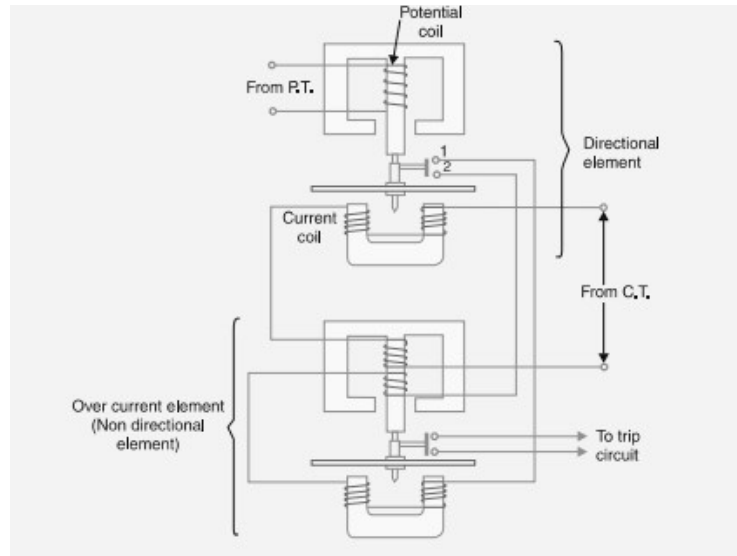 Potential
coil
From P.T.
1
2
Directional
element
Current
coil
From C.T.
Over current element
(Non directional
element)
To trip
circuit